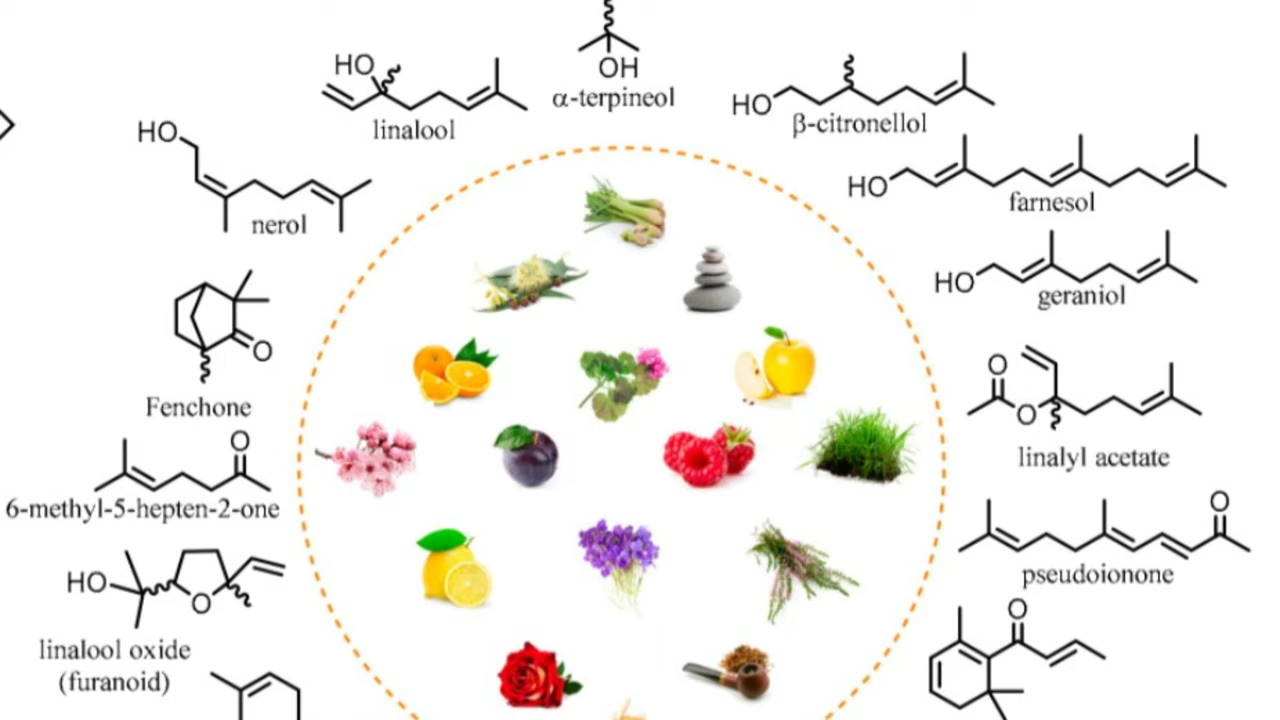 OH
α-terpineol
HO
linalool
HO
β-citronellol
HO
nerol
HO
farnesol
HO
geraniol
O
Fenchone
O
O
linalyl acetate
O
6-methyl-5-hepten-2-one
O
pseudoionone
HO
O
linalool oxide
(furanoid)
O